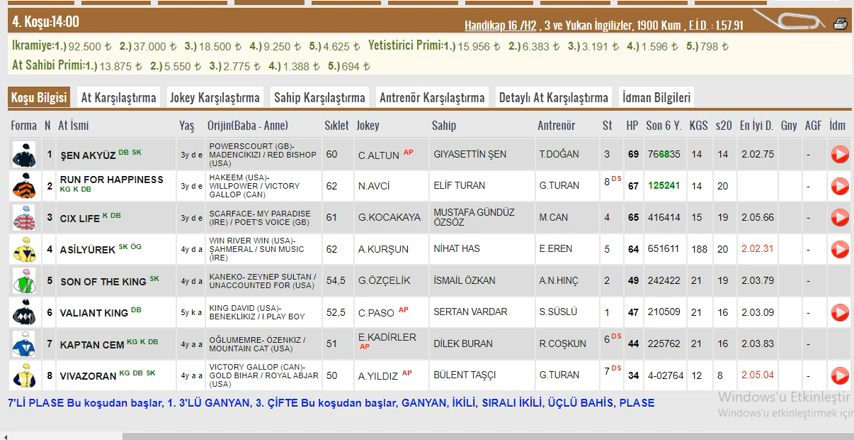 4. Koşu:14:00
Handikap 16 /H2 , 3 ve Yukarı İngilizler, 1900 Kum , E.İ.D. : 1.57.91
İkramiye:1.) 92.500 ₺ 2.) 37.000 ₺ 3.) 18.500 ₺ 4.) 9.250 ₺ 5.) 4.625 ₺ Yetistirici Primi:1.) 15.956 ₺ 2.) 6.383 ₺ 3.) 3.191 ₺ 4.) 1.596 ₺ 5.) 798 ₺
At Sahibi Primi:1.) 13.875 ₺ 2.) 5.550 ₺ 3.) 2.775 ₺ 4.) 1.388 ₺ 5.) 694 ₺
Koşu Bilgisi At Karşılaştırma Jokey Karşılaştırma Sahip Karşılaştırma Antrenör Karşılaştırma Detaylı At Karşılaştırma İdman Bilgileri
Forma N At İsmi Yaş Orijin(Baba - Anne) Sıklet Jokey Sahip Antrenör St HP Son 6 Y. KGS s20 En İyi D. Gny AGF İdm
1 ŞEN AKYÜZ DB SK 3y d e POWERSCOURT (GB)- MADENCIKIZI / RED BISHOP (USA) 60 C.ALTUN AP GIYASETTİN ŞEN T.DOĞAN 3 69 766835 14 14 2.02.75 -
2 RUN FOR HAPPINESS KG K DB 3y d e HAKEEM (USA)- WILLPOWER / VICTORY GALLOP (CAN) 62 N.AVCİ ELİF TURAN G.TURAN 8 DS 67 125241 14 20 -
3 CIX LIFE K DB 3y d e SCARFACE- MY PARADISE (IRE) / POET'S VOICE (GB) 61 G.KOCAKAYA MUSTAFA GÜNDÜZ ÖZSÖZ M.CAN 4 65 416414 15 19 2.05.66 -
4 ASİLYÜREK SK ÖG 4y d a WIN RIVER WIN (USA)- ŞAHMERAL / SUN MUSIC (IRE) 62 A.KURŞUN NİHAT HAS E.EREN 5 64 651611 188 20 2.02.31 -
5 SON OF THE KING SK 4y d a KANEKO- ZEYNEP SULTAN / UNACCOUNTED FOR (USA) 54,5 G.ÖZÇELİK İSMAİL ÖZKAN A.N.HINÇ 2 49 242422 21 19 2.03.79 -
6 VALIANT KING DB 5y k a KING DAVID (USA)- BENEKLIKIZ / I.PLAY BOY 52,5 C.PASO AP SERTAN VARDAR S.SÜSLÜ 1 47 210509 21 16 2.03.09 -
7 KAPTAN CEM KG K DB 4y a a OĞLUMEMRE- ÖZENKIZ / MOUNTAIN CAT (USA) 51 E.KADİRLER AP DİLEK BURAN R.COŞKUN 6 DS 44 225762 21 16 2.03.83 -
8 VIVAZORAN KG DB SK 4y a a VICTORY GALLOP (CAN)- GOLD BIHAR / ROYAL ABJAR (USA) 50 A.YILDIZ AP BÜLENT TAŞÇI G.TURAN 7 DS 34 4-02764 12 8 2.05.04 -
7'Lİ PLASE Bu koşudan başlar, 1. 3'LÜ GANYAN, 3. ÇİFTE Bu koşudan başlar, GANYAN, İKİLİ, SIRALI İKİLİ, ÜÇLÜ BAHİS, PLASE
Windows'u Etkinleştir
Windows'u etkinleştirmek için